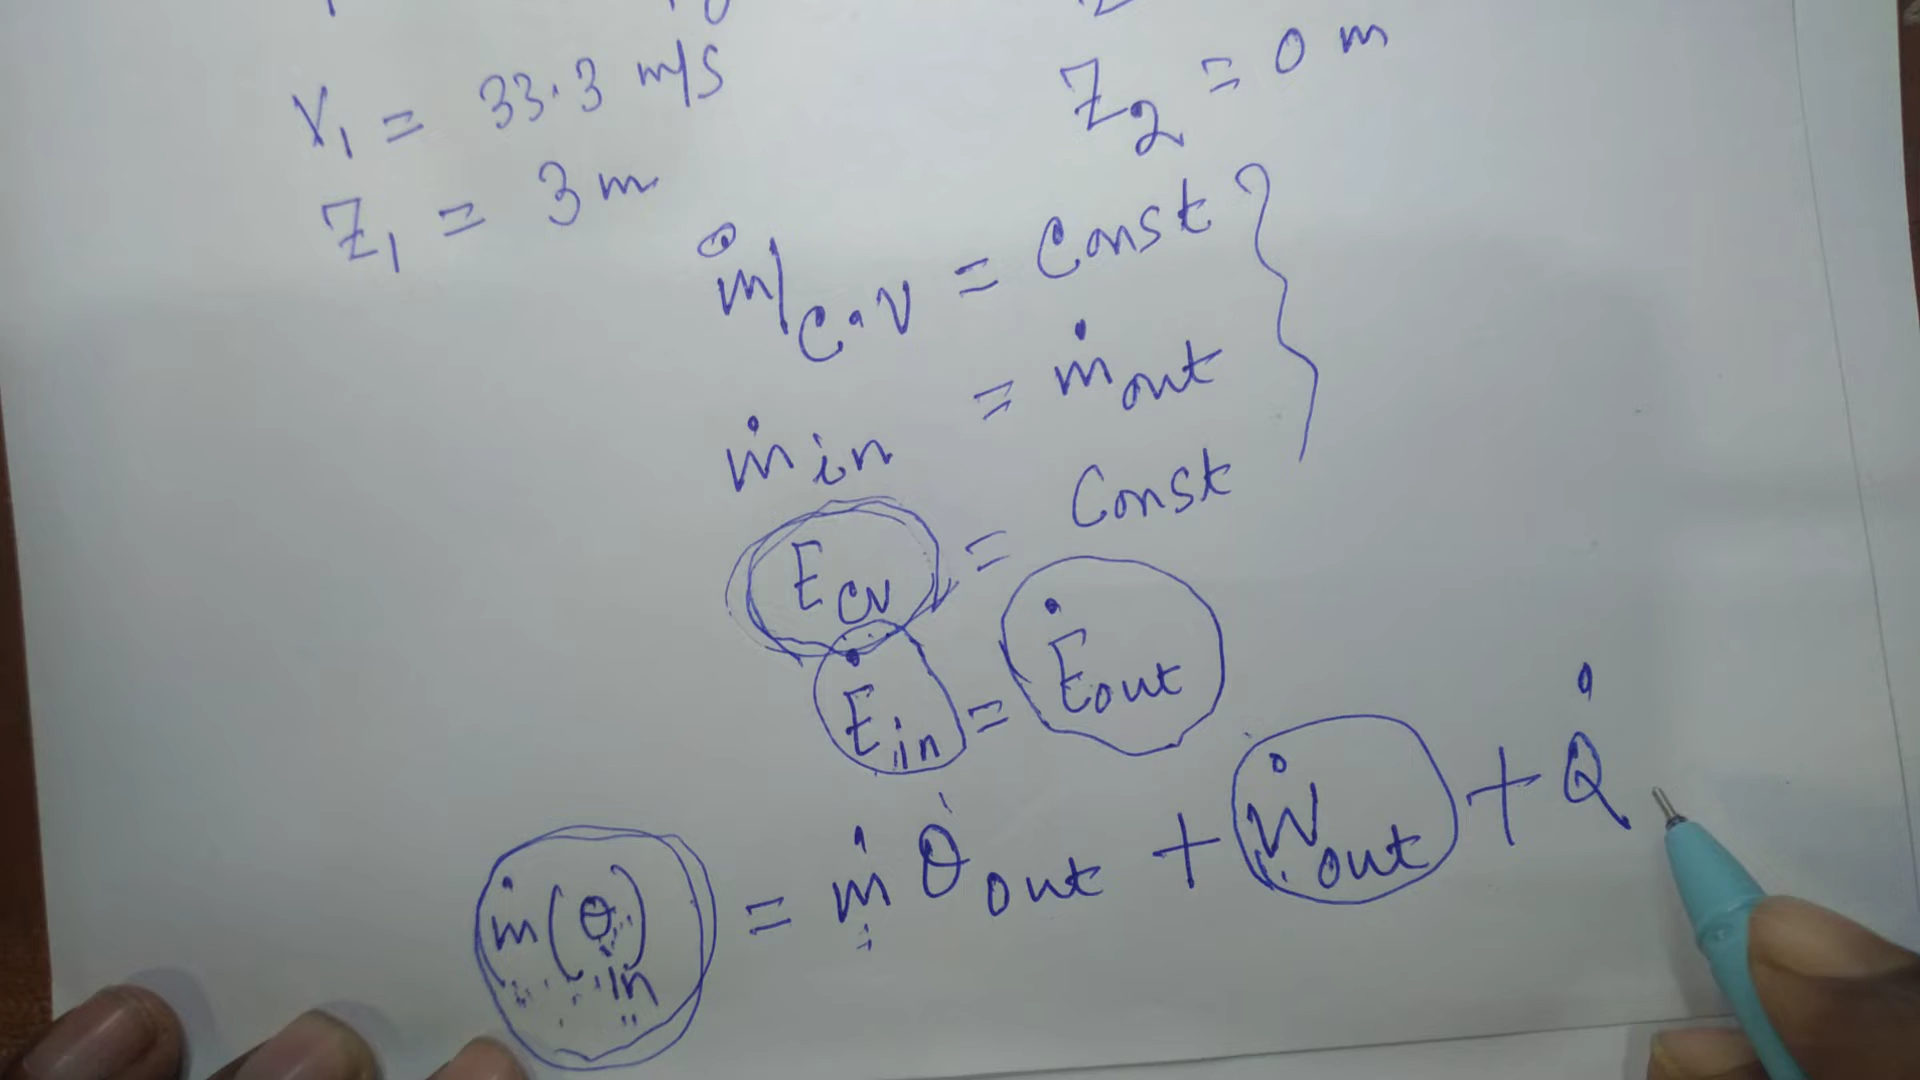 V₁ = 33.3 m/s
Z₂ = 0 m
Z₁ = 3 m
ṁ/C.V = Const
ṁin = ṁout
ECV = Const
Ėin = Ėout
ṁ(θ)in = ṁ θout + Ẇout + Q̇